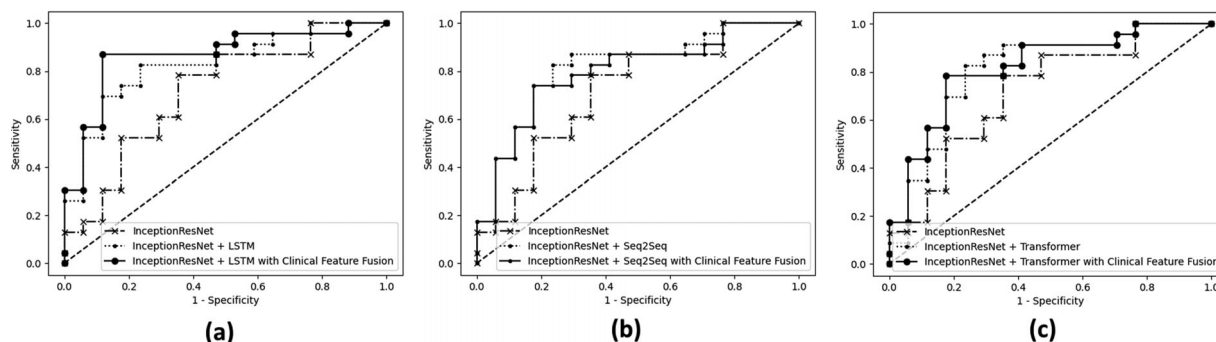 1.0
0.8
0.6
0.4
0.2
0.0
Sensitivity
InceptionResNet
InceptionResNet + LSTM
InceptionResNet + LSTM with Clinical Feature Fusion
0.0 0.2 0.4 0.6 0.8 1.0
1 - Specificity
(a)
1.0
0.8
0.6
0.4
0.2
0.0
Sensitivity
InceptionResNet
InceptionResNet + Seq2Seq
InceptionResNet + Seq2Seq with Clinical Feature Fusion
0.0 0.2 0.4 0.6 0.8 1.0
1 - Specificity
(b)
1.0
0.8
0.6
0.4
0.2
0.0
Sensitivity
InceptionResNet
InceptionResNet + Transformer
InceptionResNet + Transformer with Clinical Feature Fusion
0.0 0.2 0.4 0.6 0.8 1.0
1 - Specificity
(c)